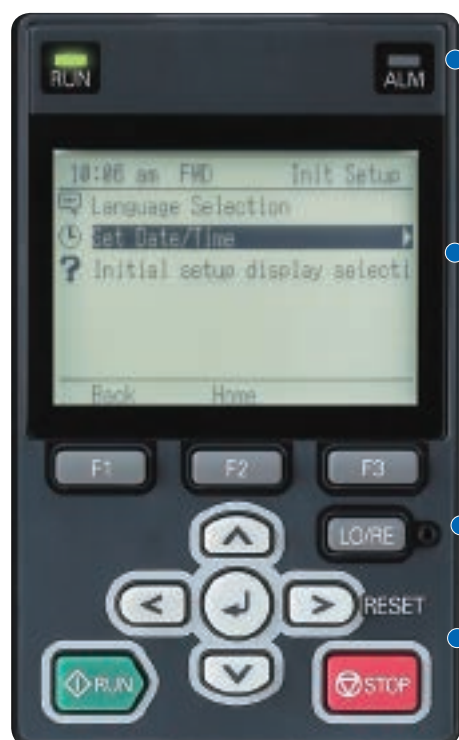 RUN ALM
10:06 am FWD Init Setup
Language Selection
Set Date/Time
? Initial setup display selecti
Back Home
F1 F2 F3
LO/RE
RESET
RUN STOP